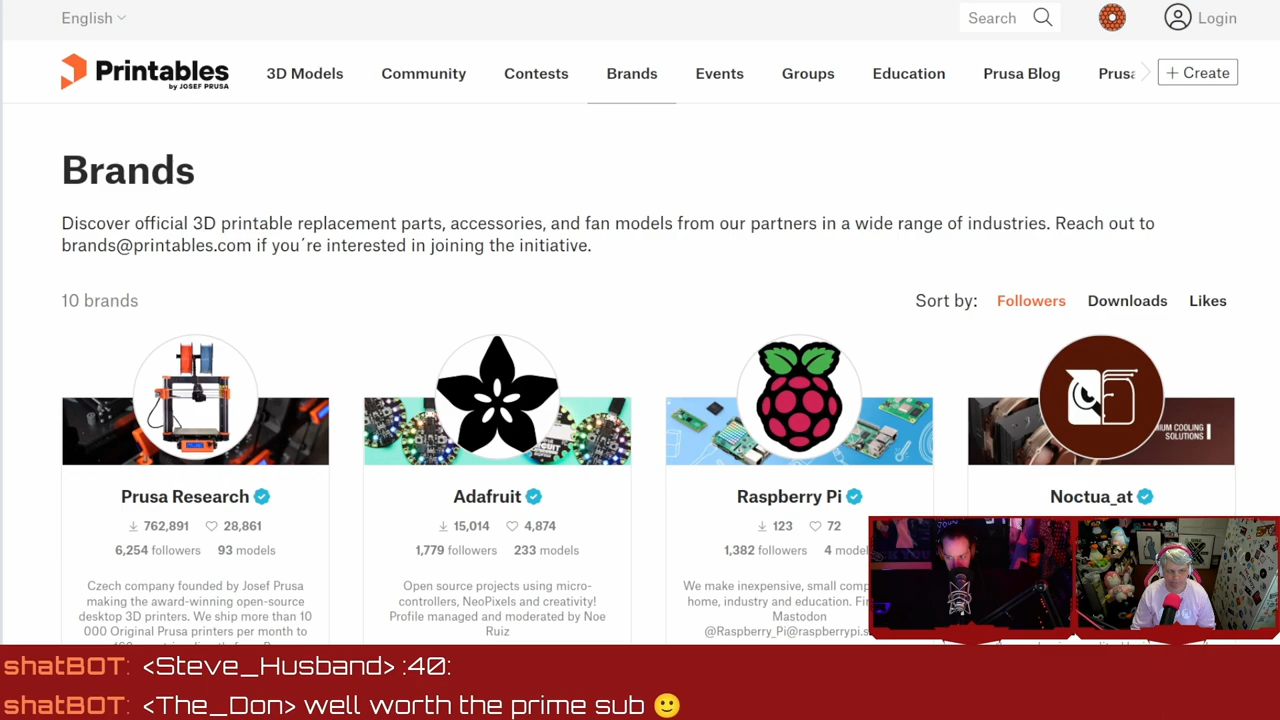 English
Search
Login
Printables
by JOSEF PRUSA
3D Models
Community
Contests
Brands
Events
Groups
Education
Prusa Blog
Prusa
+ Create
Brands
Discover official 3D printable replacement parts, accessories, and fan models from our partners in a wide range of industries. Reach out to
brands@printables.com if you´re interested in joining the initiative.
10 brands
Sort by: Followers Downloads Likes
COOLING
SOLUTIONS
Prusa Research
762,891 28,861
6,254 followers 93 models
Czech company founded by Josef Prusa
making the award-winning open-source
desktop 3D printers. We ship more than 10
000 Original Prusa printers per month to
Adafruit
15,014 4,874
1,779 followers 233 models
Open source projects using micro-
controllers, NeoPixels and creativity!
Profile managed and moderated by Noe
Ruiz
Raspberry Pi
123 72
1,382 followers 4
We make inexpensive, small
home, industry and education.
Mastodon
@Raspberry_Pi@raspberrypi.s
Noctua_at
shatBOT: <Steve_Husband> :40:
shatBOT: <The_Don> well worth the prime sub 🙂